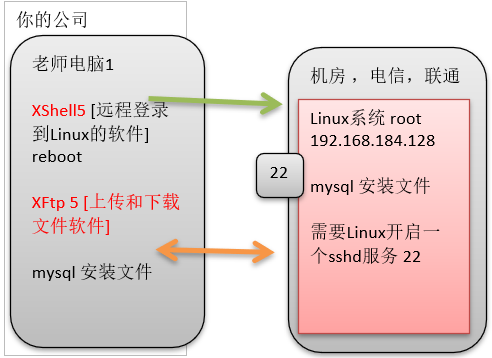 你的公司
老师电脑1
XShell5 [远程登录
到Linux的软件]
reboot
XFtp 5 [上传和下载
文件软件]
mysql 安装文件
机房 ，电信，联通
Linux系统 root
192.168.184.128
22
mysql 安装文件
需要Linux开启一
个sshd服务 22